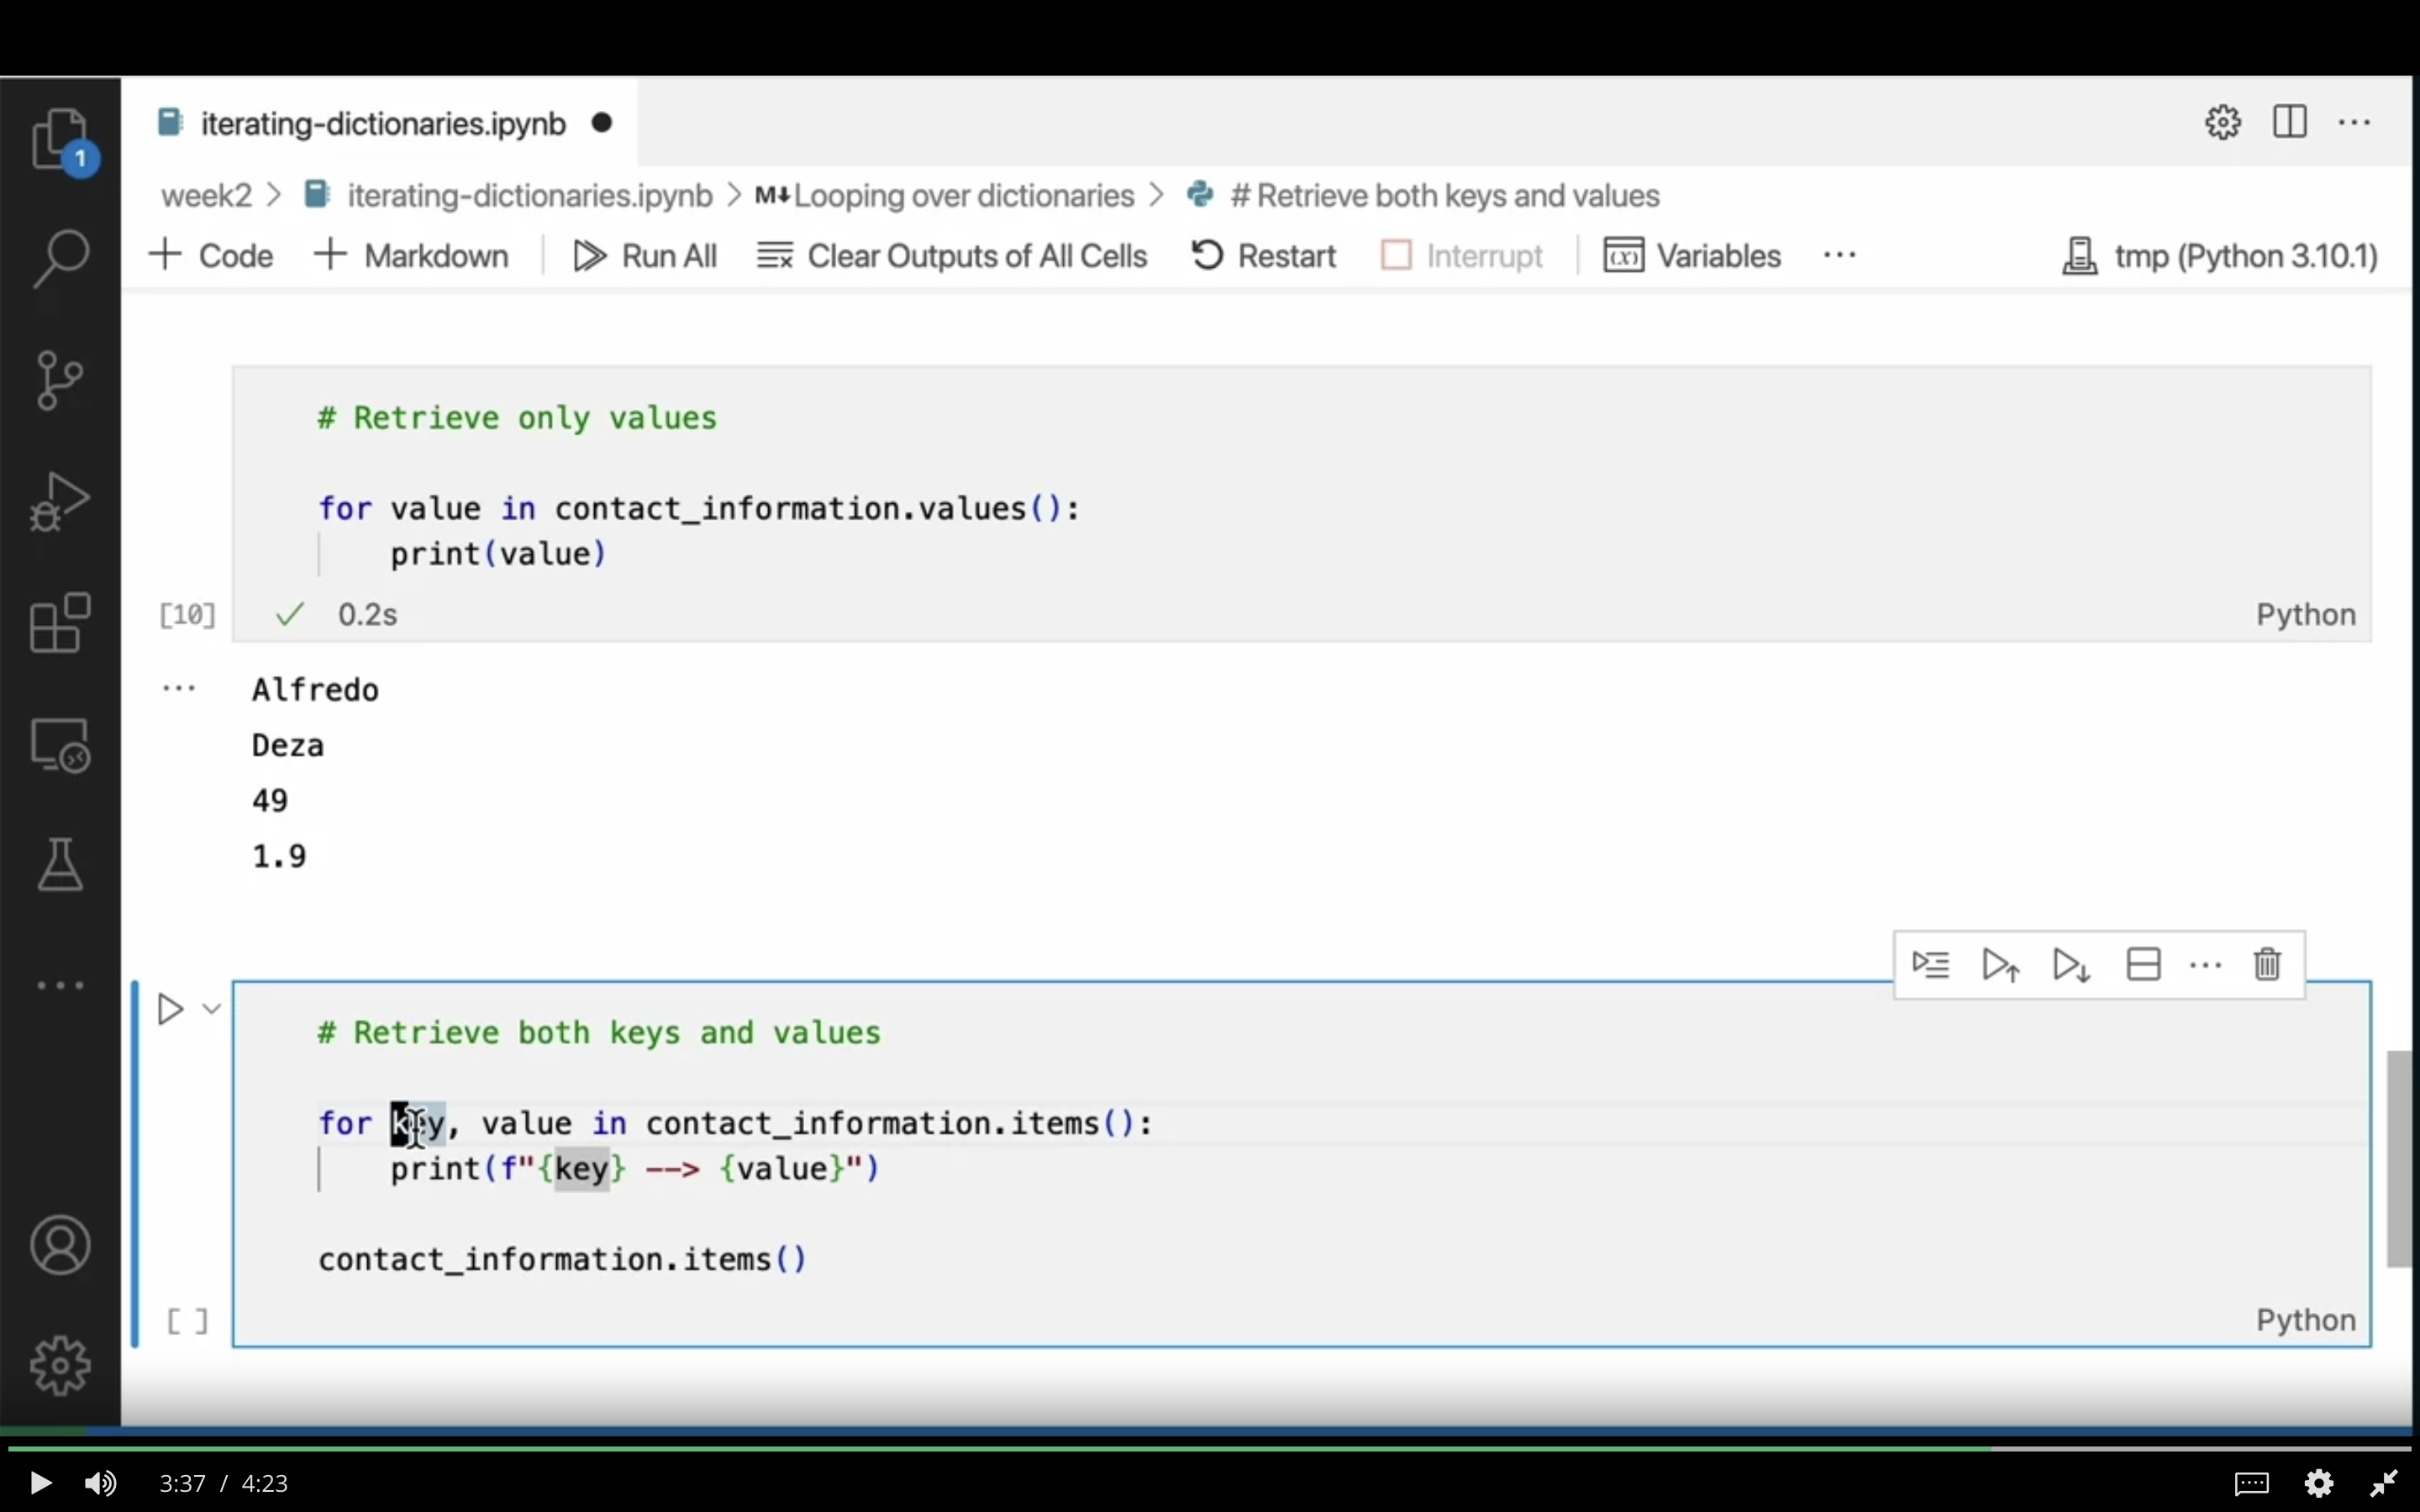 iterating-dictionaries.ipynb
1
week2 > iterating-dictionaries.ipynb > M↓Looping over dictionaries > # Retrieve both keys and values
+ Code + Markdown Run All Clear Outputs of All Cells Restart Interrupt (x) Variables ... tmp (Python 3.10.1)
# Retrieve only values
for value in contact_information.values():
    print(value)
[10] ✓ 0.2s Python
... Alfredo
Deza
49
1.9
# Retrieve both keys and values
for key, value in contact_information.items():
    print(f"{key} --> {value}")
contact_information.items()
[ ] Python
3:37 / 4:23